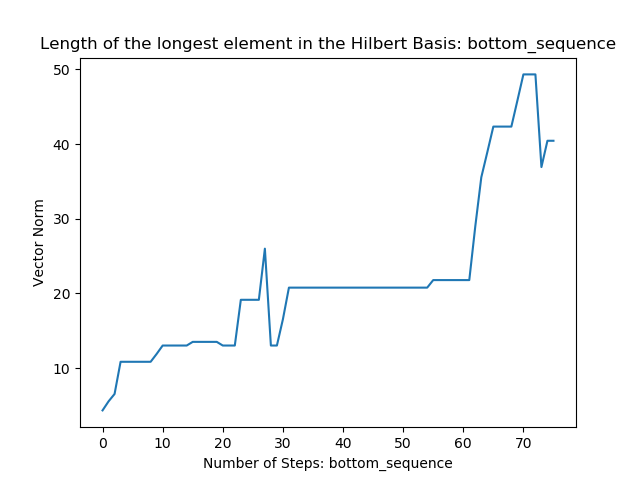 Length of the longest element in the Hilbert Basis: bottom_sequence
50
40
30
20
10
Vector Norm
0 10 20 30 40 50 60 70
Number of Steps: bottom_sequence